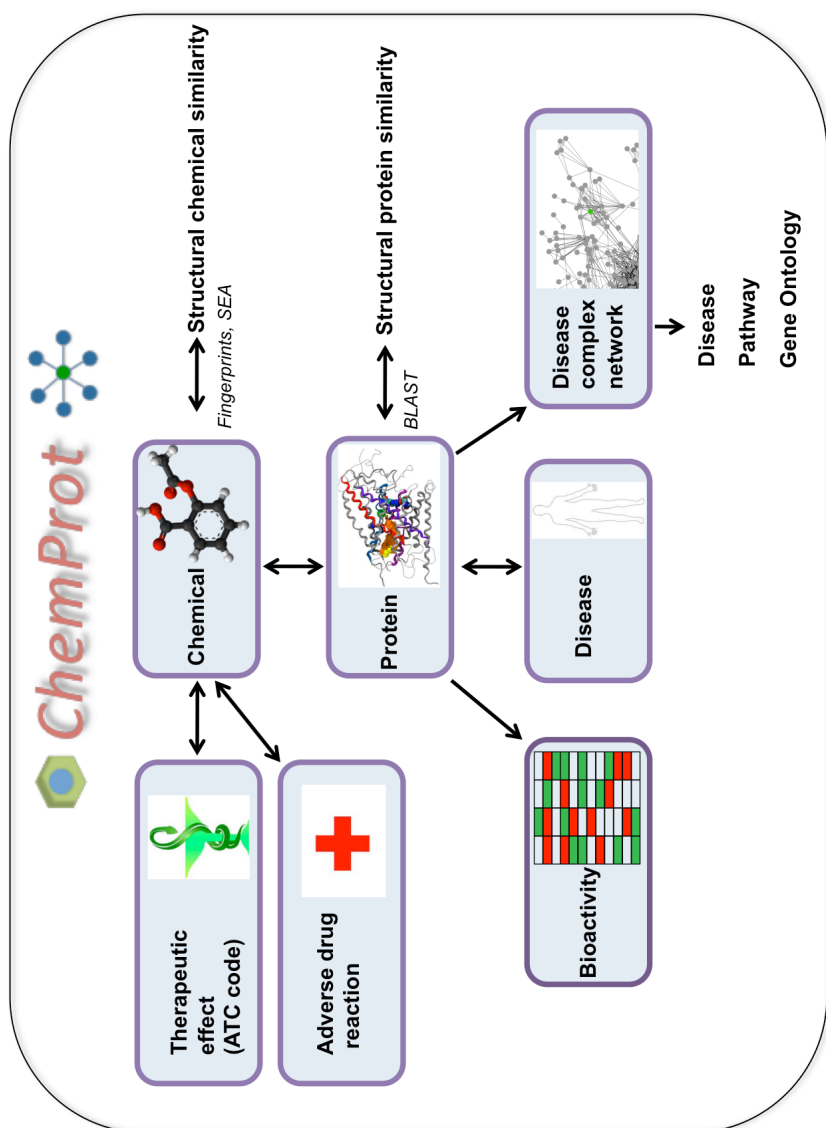 ChemProt
Therapeutic
effect
(ATC code)
Chemical
Structural chemical similarity
Fingerprints, SEA
Adverse drug
reaction
Protein
Structural protein similarity
BLAST
Bioactivity
Disease
Disease
complex
network
Disease
Pathway
Gene Ontology